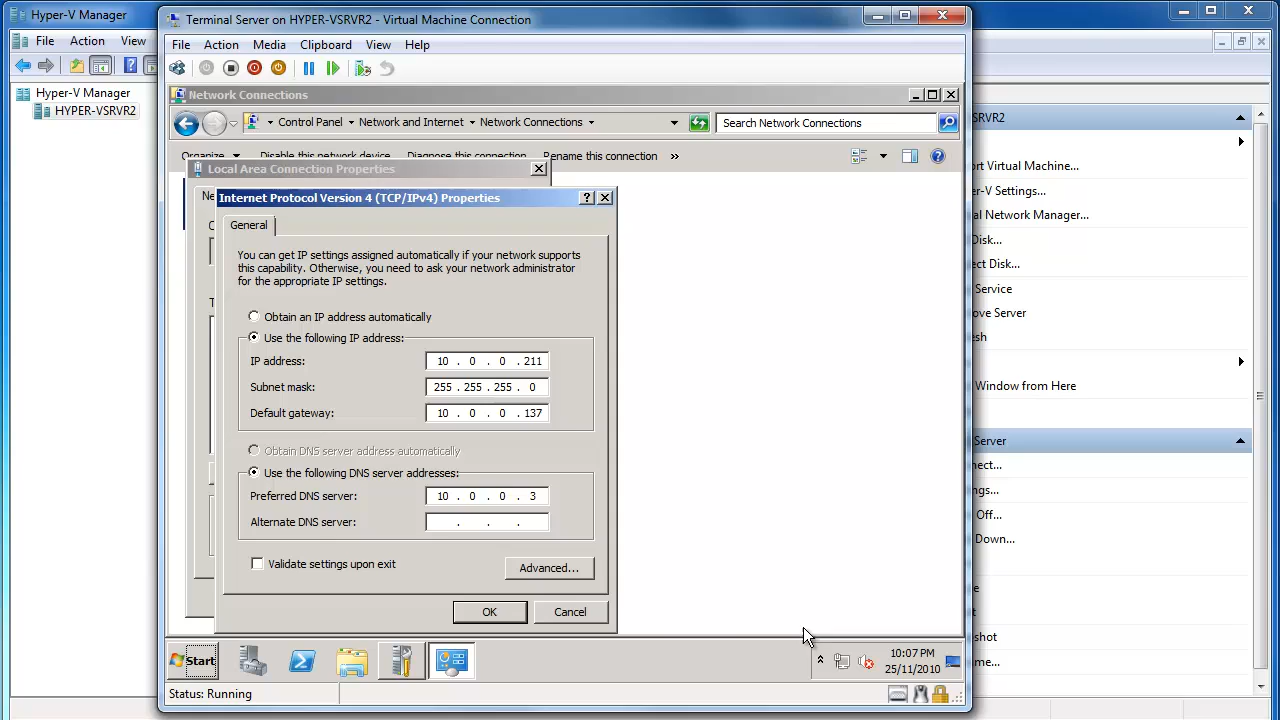 Hyper-V Manager
File Action View
Hyper-V Manager
HYPER-VSRVR2
Terminal Server on HYPER-VSRVR2 - Virtual Machine Connection
File Action Media Clipboard View Help
Network Connections
Control Panel Network and Internet Network Connections
Search Network Connections
Organize Disable this network device Diagnose this connection Rename this connection »
Local Area Connection Properties
Ne
Internet Protocol Version 4 (TCP/IPv4) Properties
General
You can get IP settings assigned automatically if your network supports
this capability. Otherwise, you need to ask your network administrator
for the appropriate IP settings.
Obtain an IP address automatically
Use the following IP address:
IP address: 10 . 0 . 0 . 211
Subnet mask: 255 . 255 . 255 . 0
Default gateway: 10 . 0 . 0 . 137
Obtain DNS server address automatically
Use the following DNS server addresses:
Preferred DNS server: 10 . 0 . 0 . 3
Alternate DNS server: . . .
Validate settings upon exit
Advanced...
OK Cancel
Start
10:07 PM
25/11/2010
Status: Running
SRVR2
ort Virtual Machine...
r-V Settings...
al Network Manager...
Disk...
ect Disk...
Service
ove Server
esh
Window from Here
Server
nect...
ngs...
Off...
Down...
e
t
shot
me...